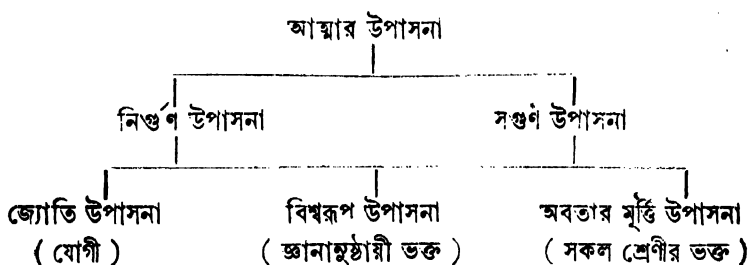 আত্মার উপাসনা
নির্গুণ উপাসনা সগুণ উপাসনা
জ্যোতি উপাসনা বিশ্বরূপ উপাসনা অবতার মূর্ত্তি উপাসনা
( যোগী ) ( জ্ঞানানুষ্ঠায়ী ভক্ত ) ( সকল শ্রেণীর ভক্ত )